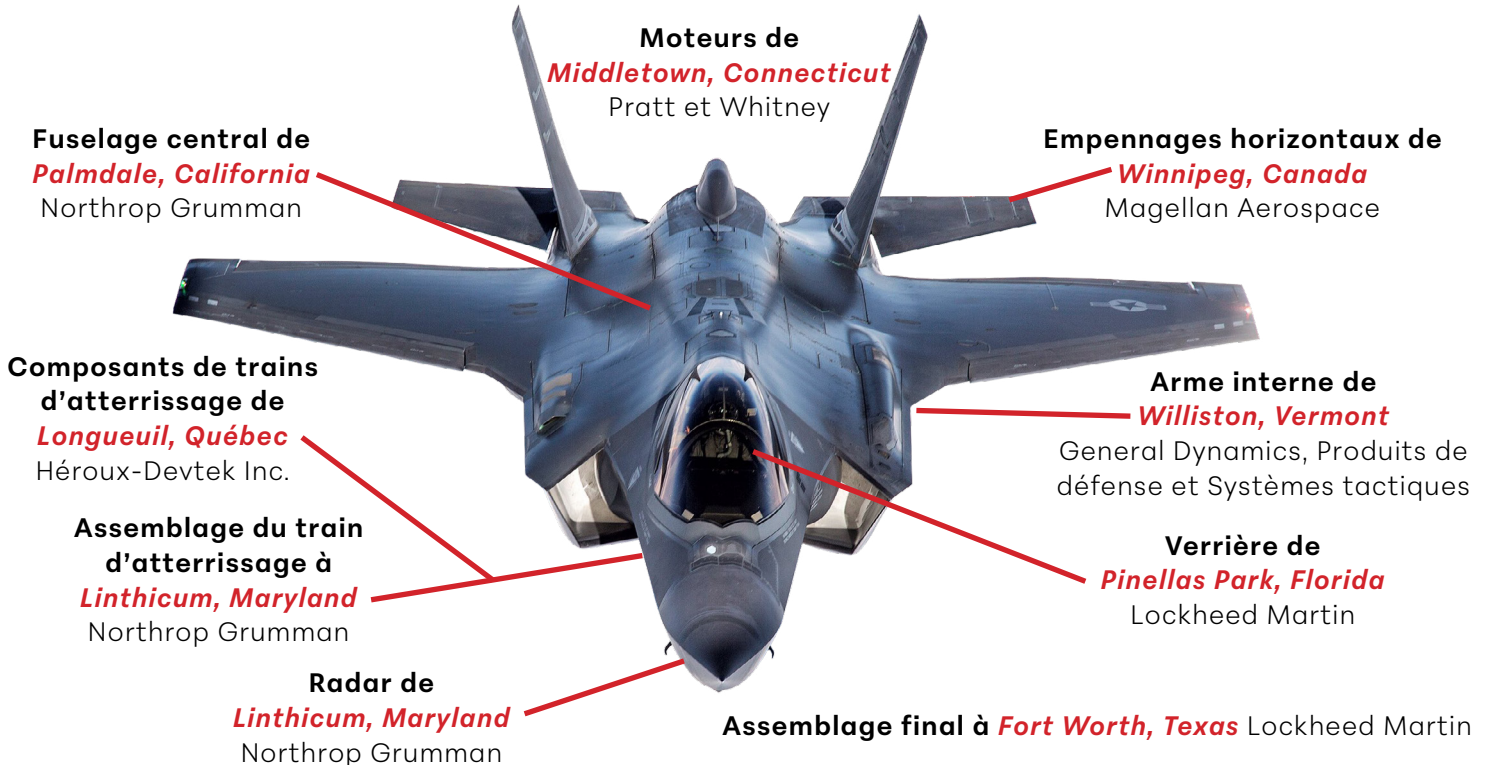 Moteurs de
Middletown, Connecticut
Pratt et Whitney
Fuselage central de
Palmdale, California
Northrop Grumman
Empennages horizontaux de
Winnipeg, Canada
Magellan Aerospace
Composants de trains
d’atterrissage de
Longueuil, Québec
Héroux-Devtek Inc.
Arme interne de
Williston, Vermont
General Dynamics, Produits de
défense et Systèmes tactiques
Assemblage du train
d’atterrissage à
Linthicum, Maryland
Northrop Grumman
Verrière de
Pinellas Park, Florida
Lockheed Martin
Radar de
Linthicum, Maryland
Northrop Grumman
Assemblage final à Fort Worth, Texas Lockheed Martin